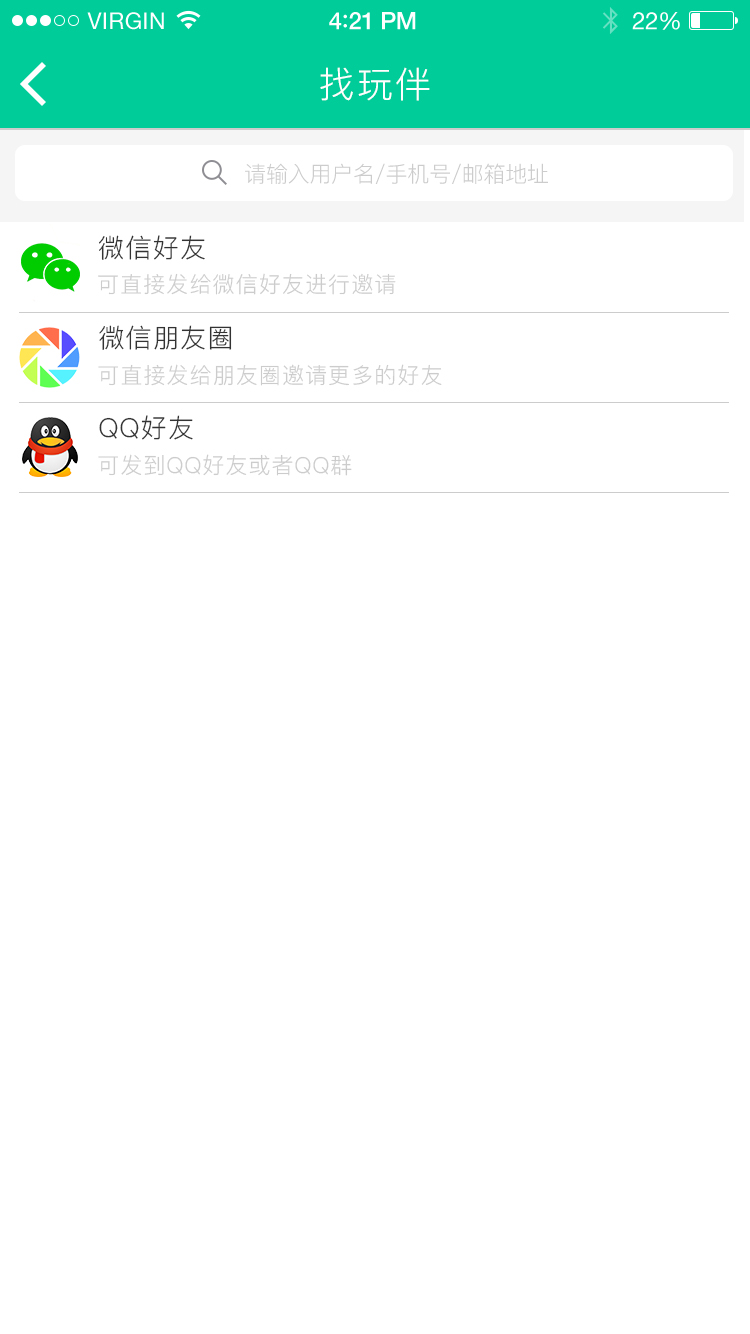 VIRGIN 4:21 PM 22%
找玩伴
请输入用户名/手机号/邮箱地址
微信好友
可直接发给微信好友进行邀请
微信朋友圈
可直接发给朋友圈邀请更多的好友
QQ好友
可发到QQ好友或者QQ群